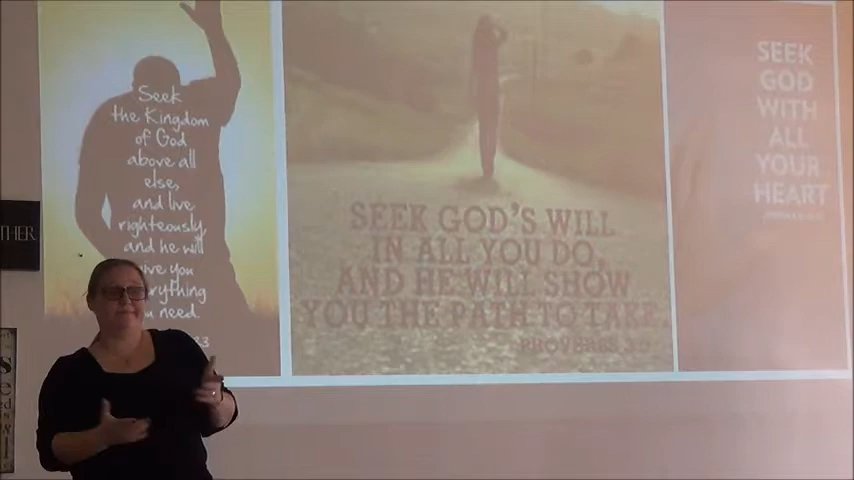 Seek
the Kingdom
of God
above all
else,
and live
righteously,
and he will
give you
everything
you need.
SEEK GOD'S WILL
IN ALL YOU DO,
AND HE WILL SHOW
YOU THE PATH TO TAKE.
PROVERBS
SEEK
GOD
WITH
ALL
YOUR
HEART
THER